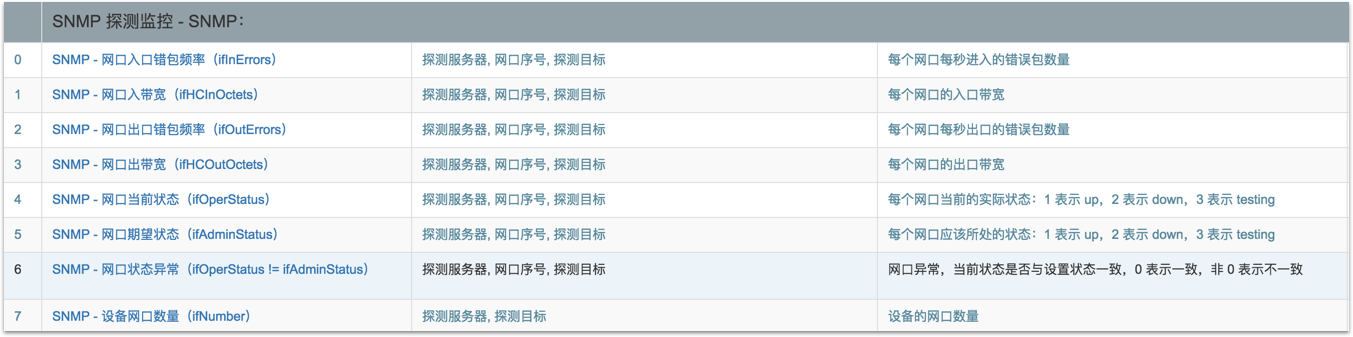 SNMP 探测监控 - SNMP：
0 SNMP - 网口入口错包频率（ifInErrors） 探测服务器, 网口序号, 探测目标 每个网口每秒进入的错误包数量
1 SNMP - 网口入带宽（ifHCInOctets） 探测服务器, 网口序号, 探测目标 每个网口的入口带宽
2 SNMP - 网口出口错包频率（ifOutErrors） 探测服务器, 网口序号, 探测目标 每个网口每秒出口的错误包数量
3 SNMP - 网口出带宽（ifHCOutOctets） 探测服务器, 网口序号, 探测目标 每个网口的出口带宽
4 SNMP - 网口当前状态（ifOperStatus） 探测服务器, 网口序号, 探测目标 每个网口当前的实际状态：1 表示 up，2 表示 down，3 表示 testing
5 SNMP - 网口期望状态（ifAdminStatus） 探测服务器, 网口序号, 探测目标 每个网口应该所处的状态：1 表示 up，2 表示 down，3 表示 testing
6 SNMP - 网口状态异常（ifOperStatus != ifAdminStatus） 探测服务器, 网口序号, 探测目标 网口异常，当前状态是否与设置状态一致，0 表示一致，非 0 表示不一致
7 SNMP - 设备网口数量（ifNumber） 探测服务器, 探测目标 设备的网口数量